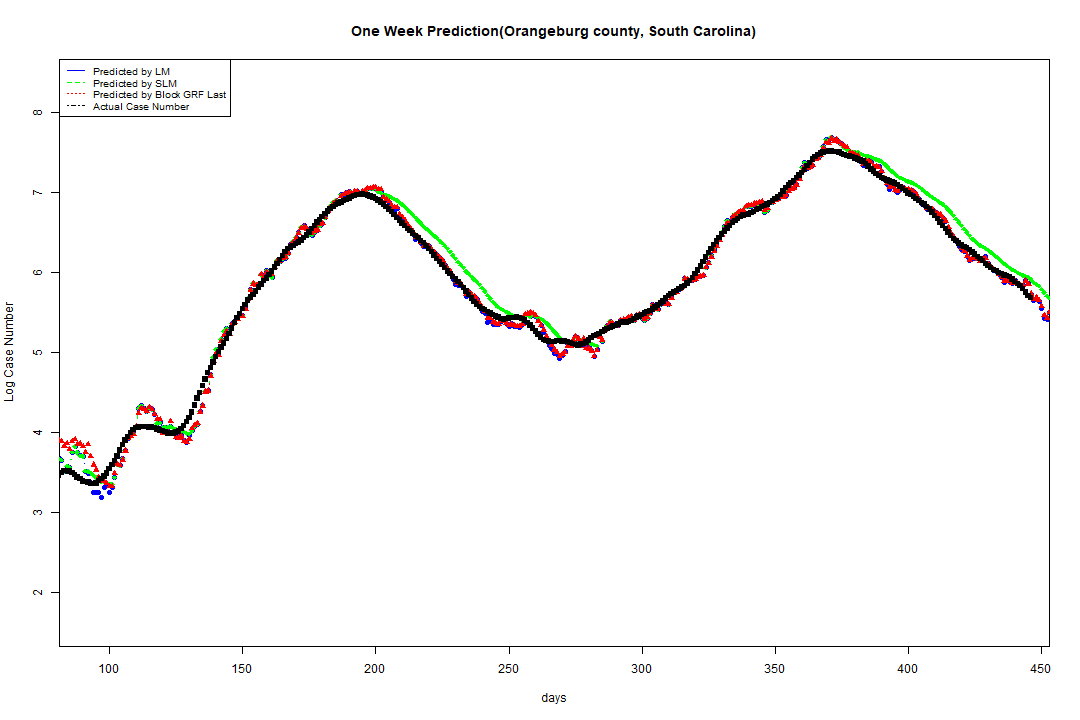 One Week Prediction(Orangeburg county, South Carolina)
Predicted by LM
Predicted by SLM
Predicted by Block GRF Last
Actual Case Number
8
7
6
5
4
3
2
Log Case Number
100 150 200 250 300 350 400 450
days